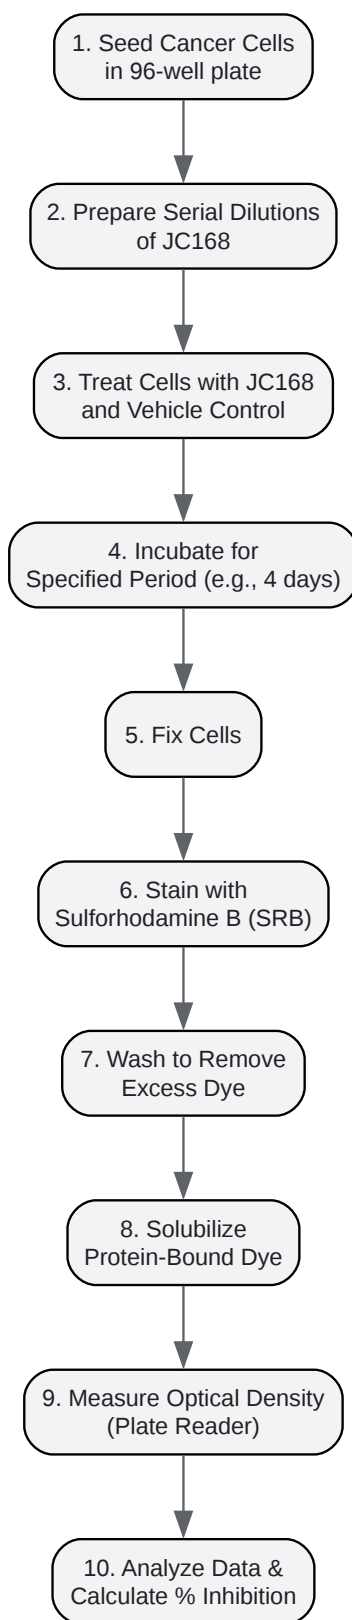 1. Seed Cancer Cells
in 96-well plate
2. Prepare Serial Dilutions
of JC168
3. Treat Cells with JC168
and Vehicle Control
4. Incubate for
Specified Period (e.g., 4 days)
5. Fix Cells
6. Stain with
Sulforhodamine B (SRB)
7. Wash to Remove
Excess Dye
8. Solubilize
Protein-Bound Dye
9. Measure Optical Density
(Plate Reader)
10. Analyze Data &
Calculate % Inhibition